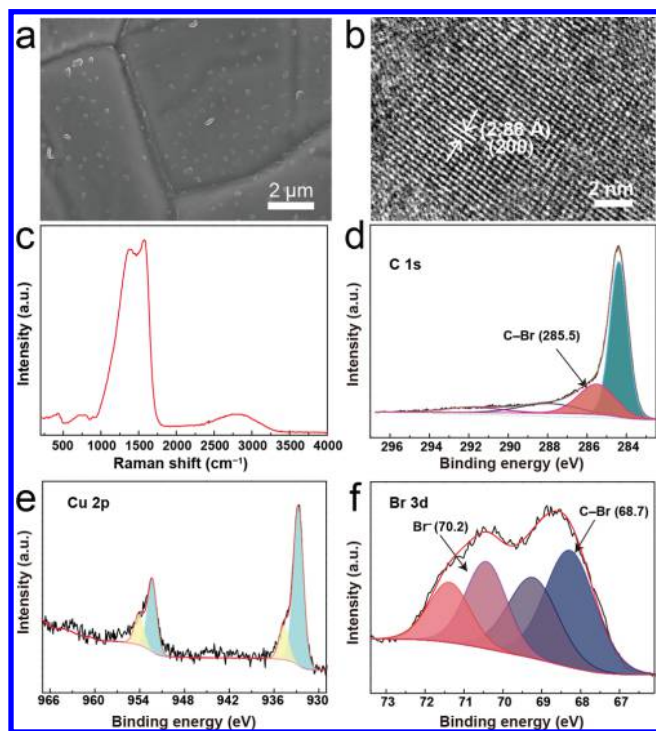 a
2 μm
b
(2.86 Å)
(200)
2 nm
c
Intensity (a.u.)
500 1000 1500 2000 2500 3000 3500 4000
Raman shift (cm⁻¹)
d
C 1s
C–Br (285.5)
Intensity (a.u.)
296 294 292 290 288 286 284
Binding energy (eV)
e
Cu 2p
Intensity (a.u.)
966 960 954 948 942 936 930
Binding energy (eV)
f
Br 3d
Br⁻ (70.2)
C–Br (68.7)
Intensity (a.u.)
73 72 71 70 69 68 67
Binding energy (eV)